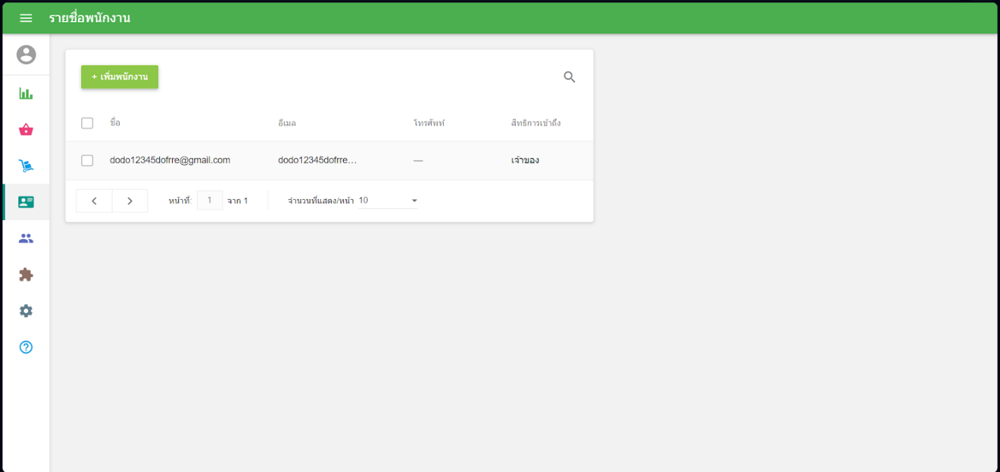 รายชื่อพนักงาน
+ เพิ่มพนักงาน
ชื่อ อีเมล โทรศัพท์ สิทธิการเข้าถึง
dodo12345dofrre@gmail.com dodo12345dofrre... — เจ้าของ
หน้าที่: 1 จาก 1 จำนวนที่แสดง/หน้า 10